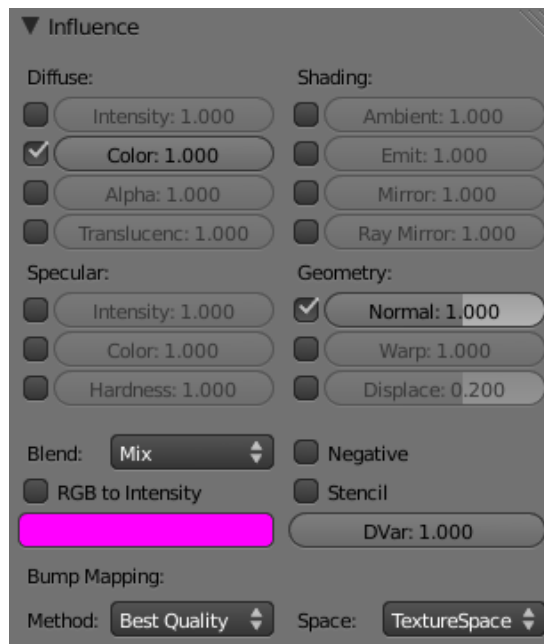 Influence
Diffuse:
Shading:
Intensity: 1.000
Ambient: 1.000
Color: 1.000
Emit: 1.000
Alpha: 1.000
Mirror: 1.000
Translucenc: 1.000
Ray Mirror: 1.000
Specular:
Geometry:
Intensity: 1.000
Normal: 1.000
Color: 1.000
Warp: 1.000
Hardness: 1.000
Displace: 0.200
Blend: Mix
Negative
RGB to Intensity
Stencil
DVar: 1.000
Bump Mapping:
Method: Best Quality
Space: TextureSpace